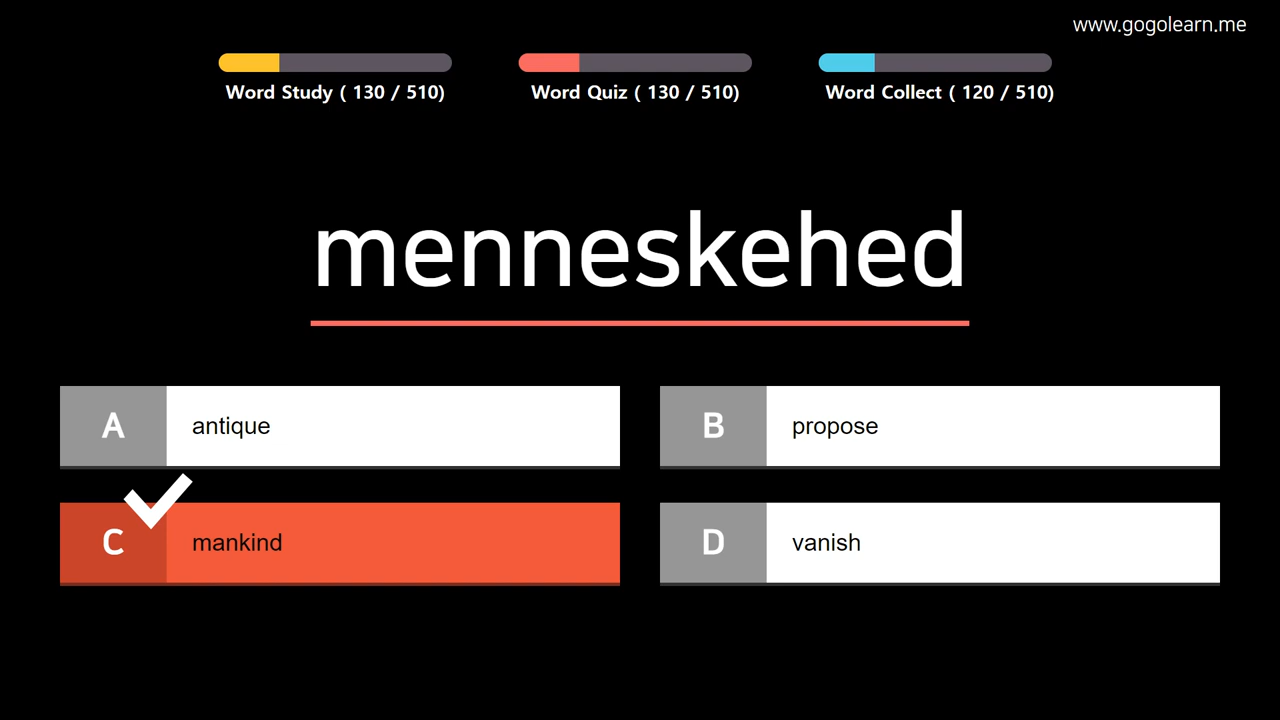 www.gogolearn.me
Word Study ( 130 / 510)
Word Quiz ( 130 / 510)
Word Collect ( 120 / 510)
menneskehed
A antique
B propose
C mankind
D vanish